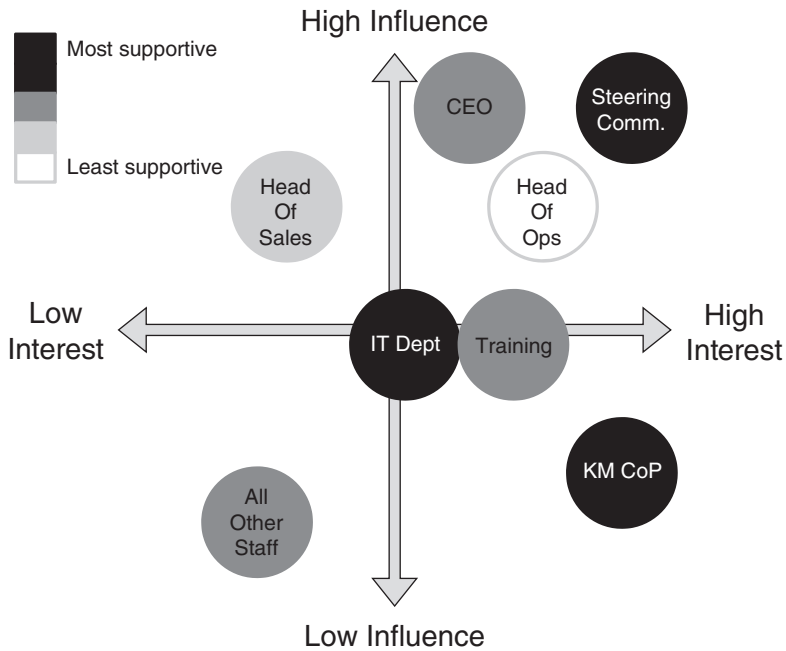 High Influence
Most supportive
Least supportive
CEO
Steering
Comm.
Head
Of
Sales
Head
Of
Ops
Low
Interest
IT Dept
Training
High
Interest
KM CoP
All
Other
Staff
Low Influence